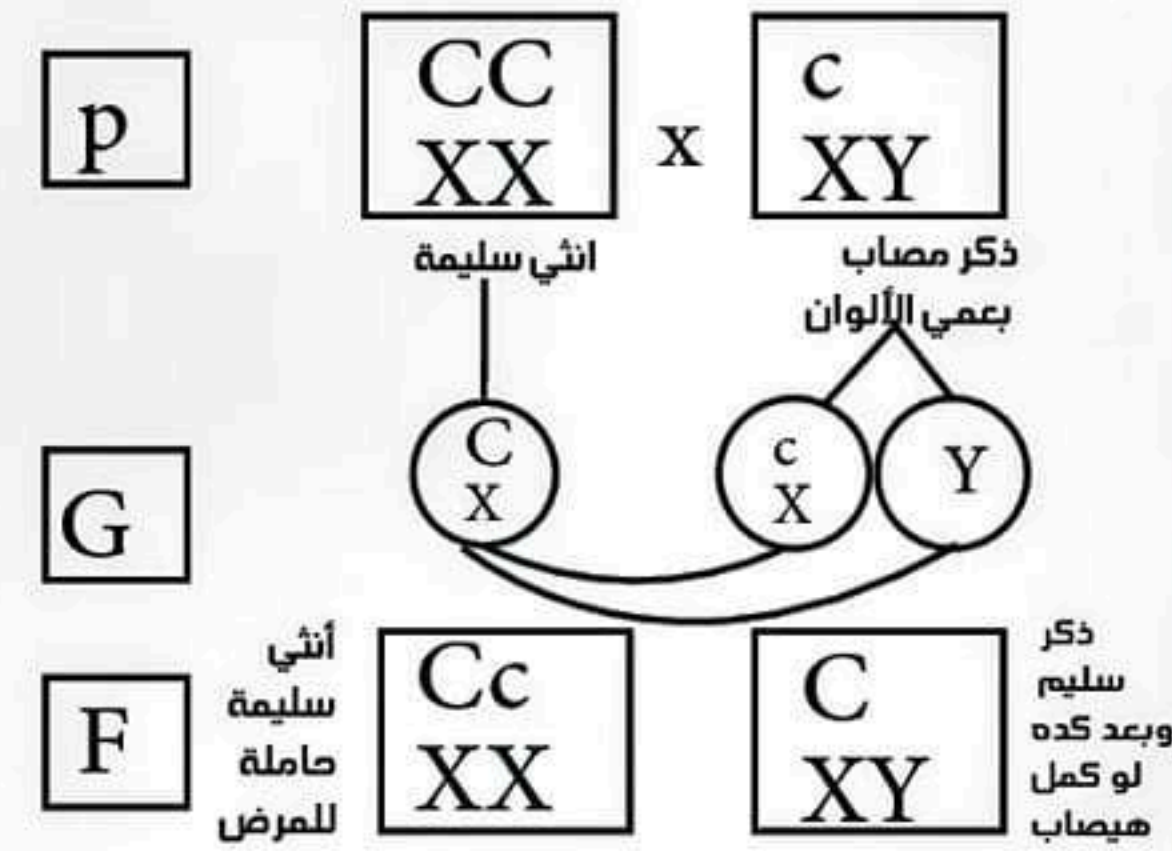 p
CC
XX
x
c
XY
انثي سليمة
ذكر مصاب
بعمي الألوان
G
C
X
c
X
Y
F
أنثي
سليمة
حاملة
للمرض
Cc
XX
C
XY
ذكر
سليم
وبعد كده
لو كمل
هيصاب